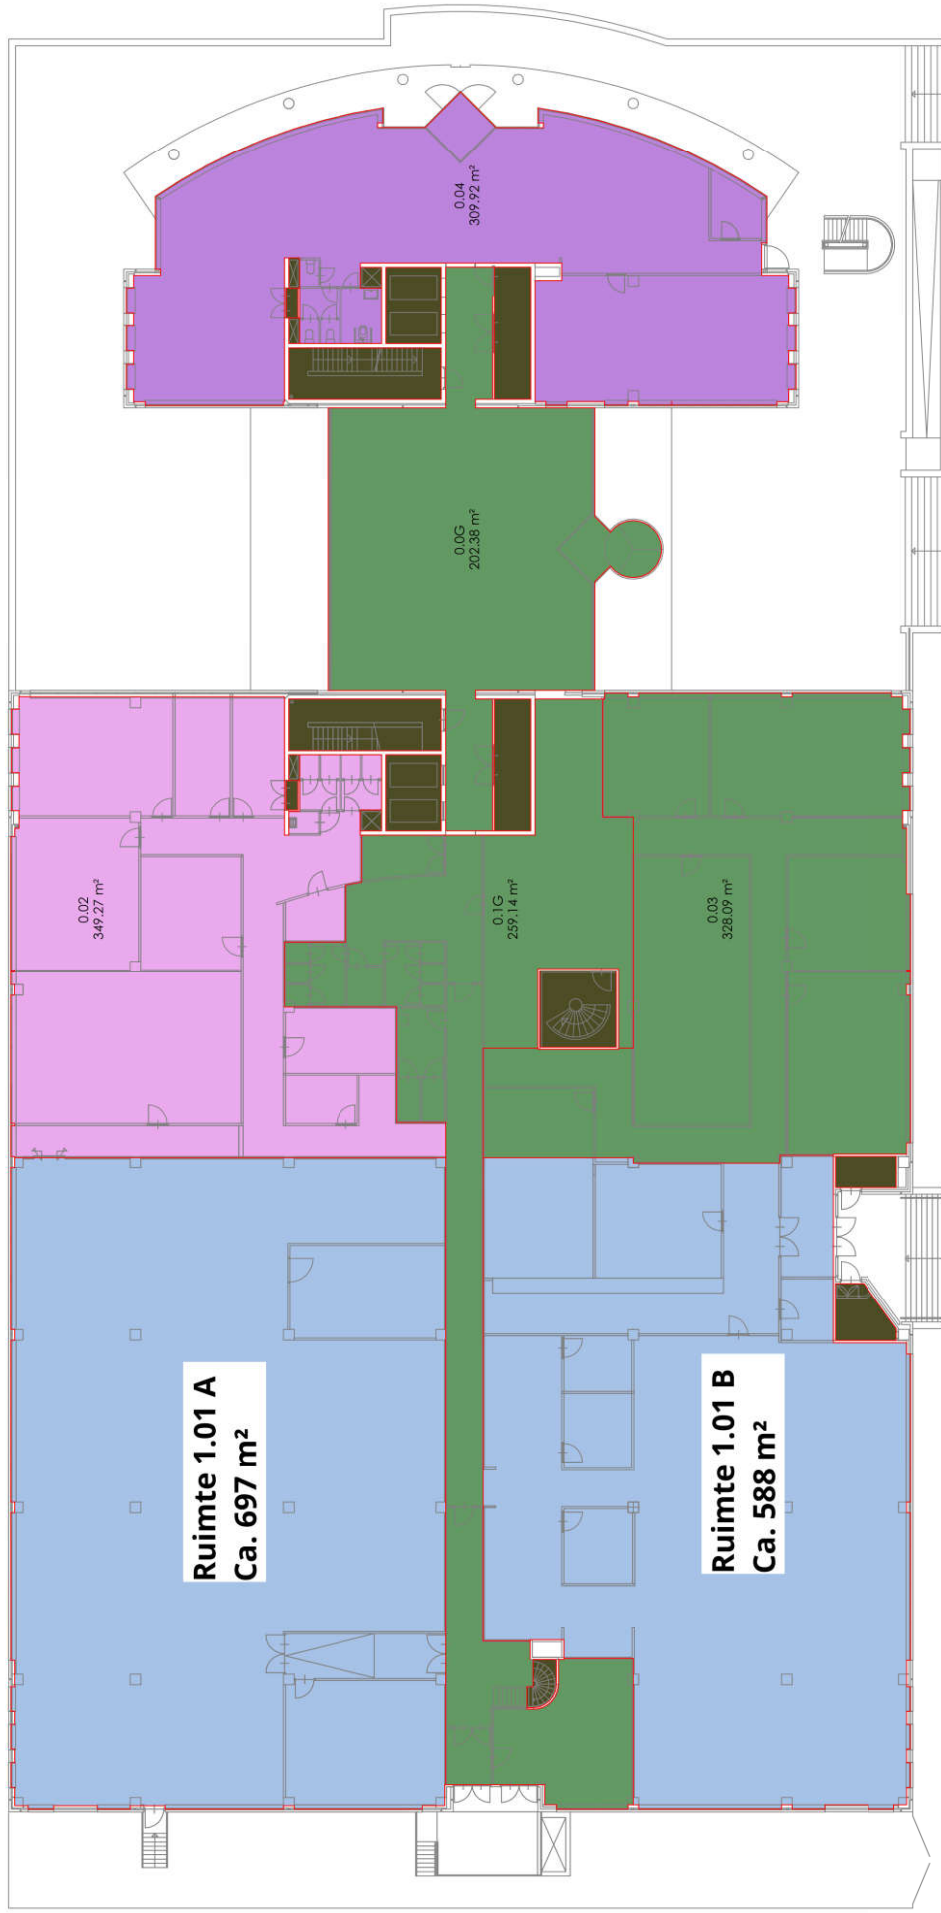 0.04
309.92 m²
0.0G
202.38 m²
0.02
349.27 m²
0.1G
259.14 m²
0.03
328.09 m²
Ruimte 1.01 A
Ca. 697 m²
Ruimte 1.01 B
Ca. 588 m²